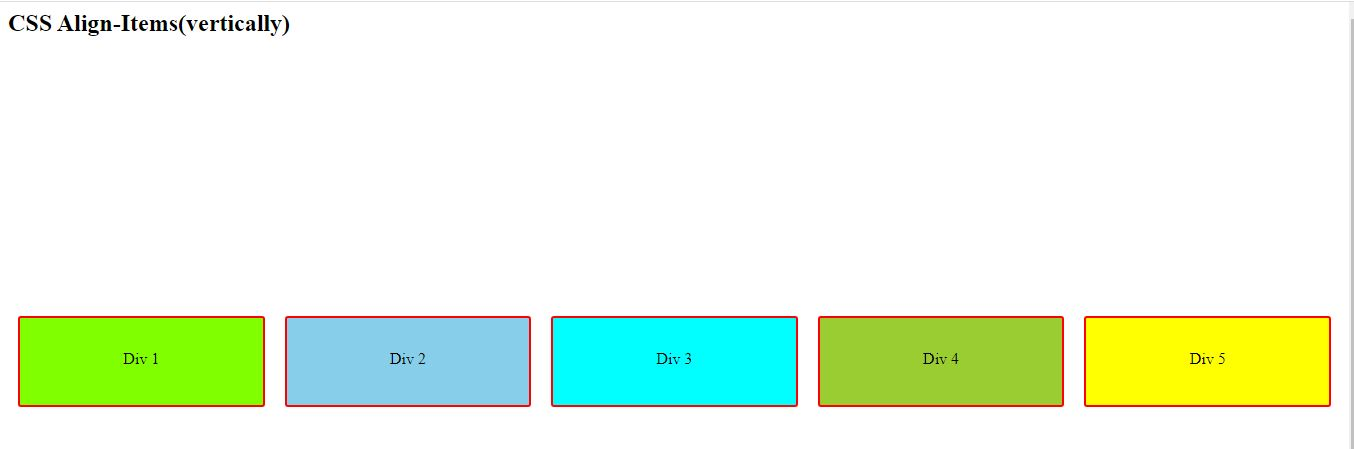 CSS Align-Items(vertically)
Div 1 Div 2 Div 3 Div 4 Div 5